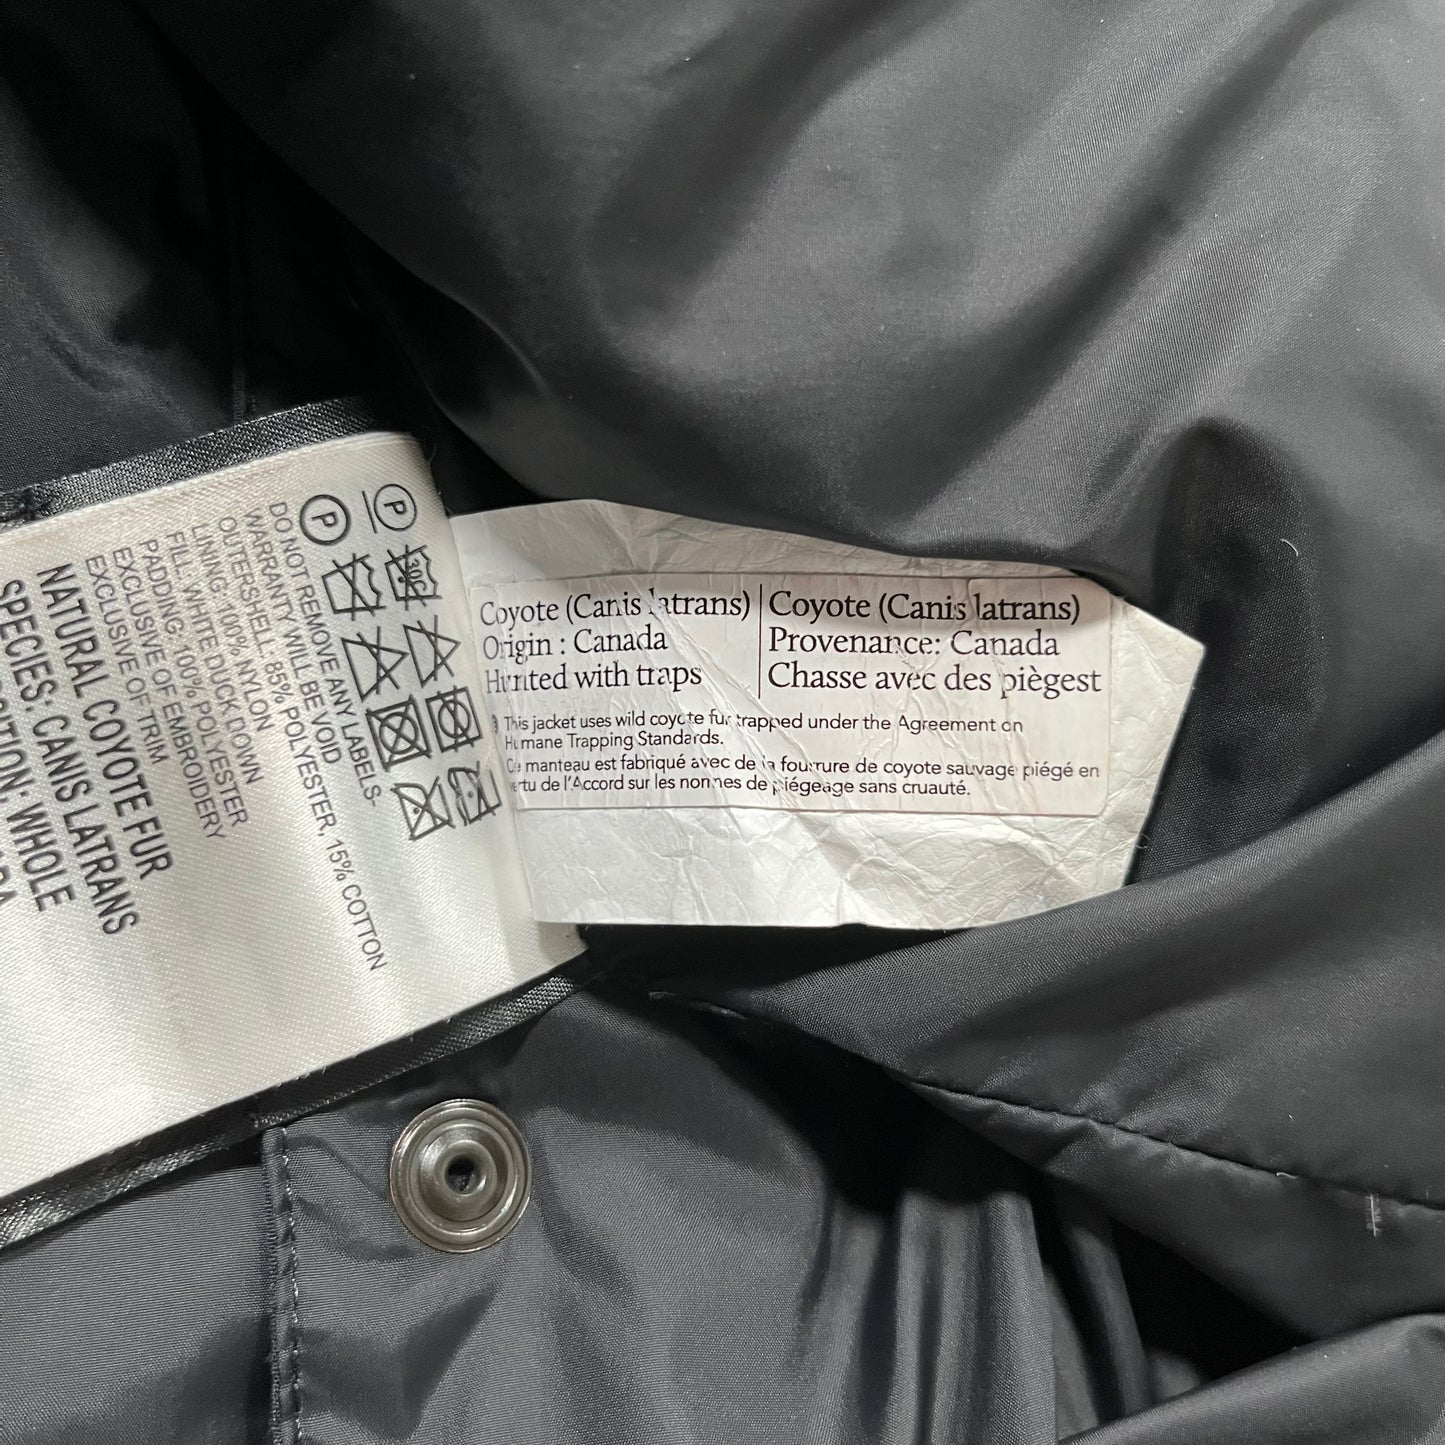 P
P
30C
DO NOT REMOVE ANY LABELS-
WARRANTY WILL BE VOID
OUTERSHELL: 85% POLYESTER, 15% COTTON
LINING: 100% NYLON
FILL: WHITE DUCK DOWN
PADDING: 100% POLYESTER
EXCLUSIVE OF EMBROIDERY
EXCLUSIVE OF TRIM
NATURAL COYOTE FUR
SPECIES: CANIS LATRANS
WHOLE
Coyote (Canis latrans)
Origin : Canada
Hunted with traps
Coyote (Canis latrans)
Provenance: Canada
Chasse avec des piègest
This jacket uses wild coyote fur trapped under the Agreement on
Humane Trapping Standards.
Ce manteau est fabriqué avec de la fourrure de coyote sauvage piégé en
vertu de l'Accord sur les normes de piégeage sans cruauté.